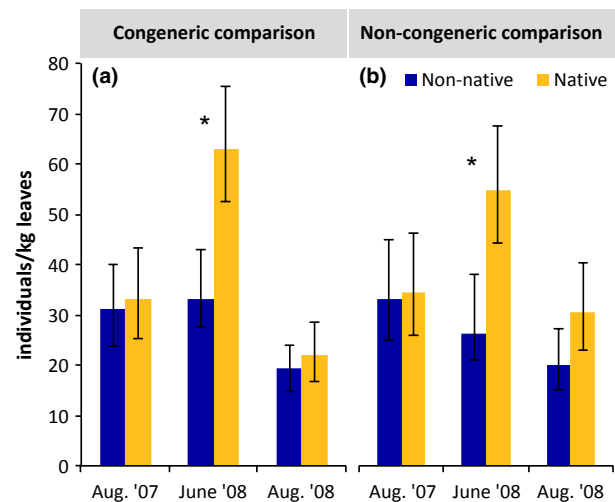 Congeneric comparison
Non-congeneric comparison
(a)
(b)
Non-native
Native
individuals/kg leaves
80
70
60
50
40
30
20
10
0
*
*
Aug. '07
June '08
Aug. '08
Aug. '07
June '08
Aug. '08